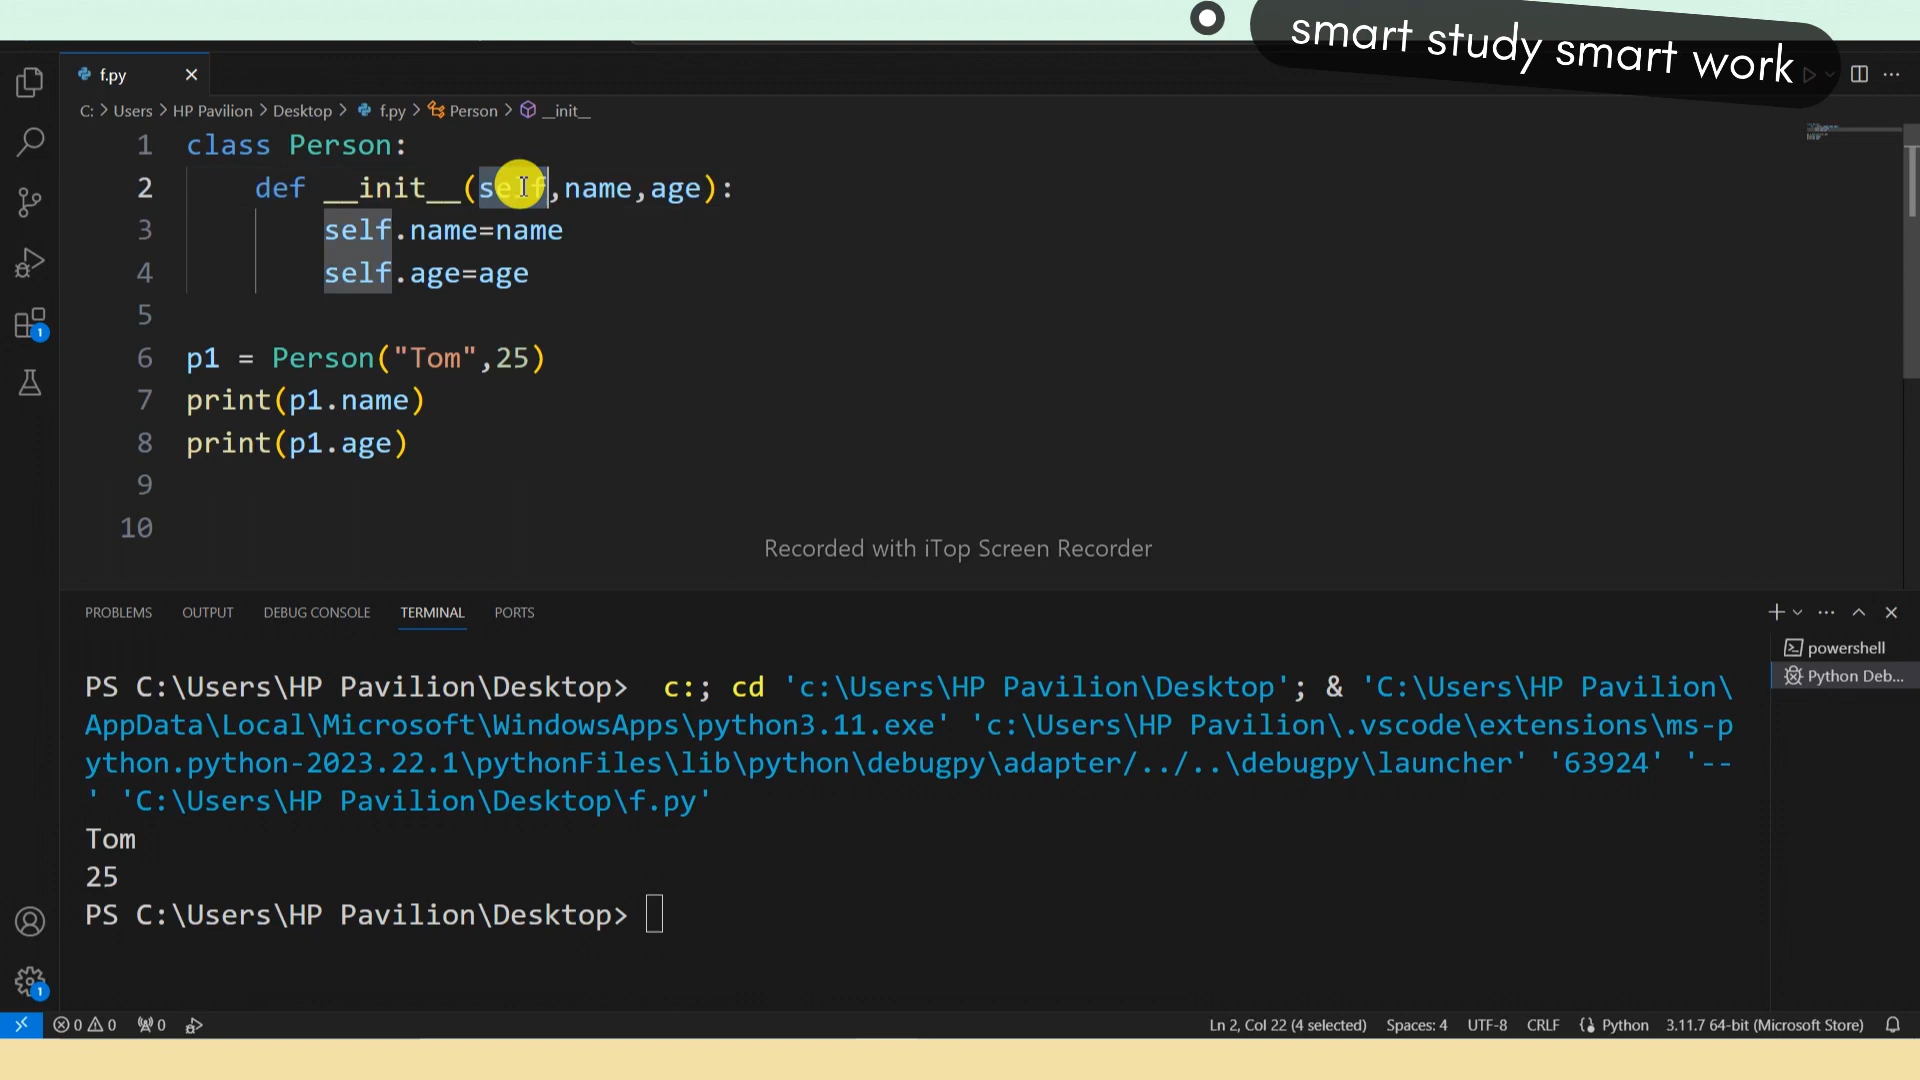 smart study smart work
f.py
C: > Users > HP Pavilion > Desktop > f.py > Person > __init__
1 class Person:
2     def __init__(self,name,age):
3         self.name=name
4         self.age=age
5
6 p1 = Person("Tom",25)
7 print(p1.name)
8 print(p1.age)
9
10
Recorded with iTop Screen Recorder
PROBLEMS OUTPUT DEBUG CONSOLE TERMINAL PORTS
powershell
Python Deb...
PS C:\Users\HP Pavilion\Desktop>  c:; cd 'c:\Users\HP Pavilion\Desktop'; & 'C:\Users\HP Pavilion\
AppData\Local\Microsoft\WindowsApps\python3.11.exe' 'c:\Users\HP Pavilion\.vscode\extensions\ms-p
ython.python-2023.22.1\pythonFiles\lib\python\debugpy\adapter/../..\debugpy\launcher' '63924' '--
' 'C:\Users\HP Pavilion\Desktop\f.py'
Tom
25
PS C:\Users\HP Pavilion\Desktop>
0 0 0 Ln 2, Col 22 (4 selected) Spaces: 4 UTF-8 CRLF Python 3.11.7 64-bit (Microsoft Store)